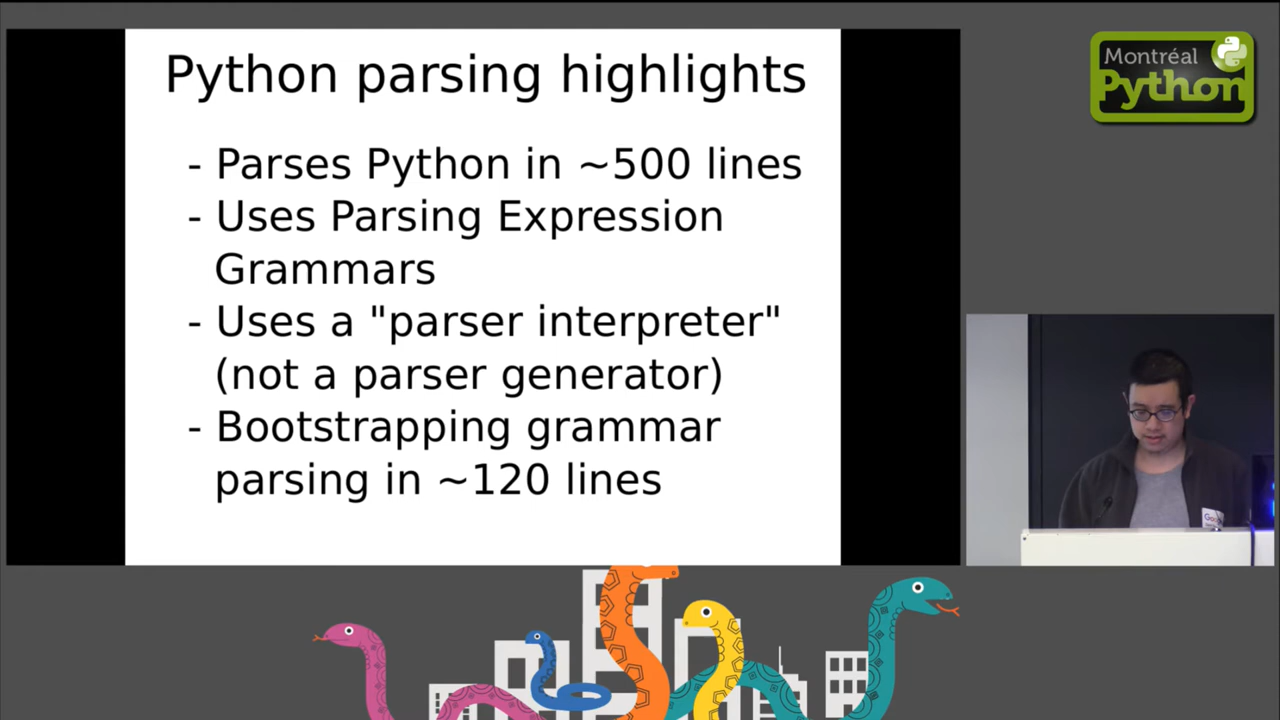 Python parsing highlights
- Parses Python in ~500 lines
- Uses Parsing Expression
Grammars
- Uses a "parser interpreter"
(not a parser generator)
- Bootstrapping grammar
parsing in ~120 lines
Montréal
Python